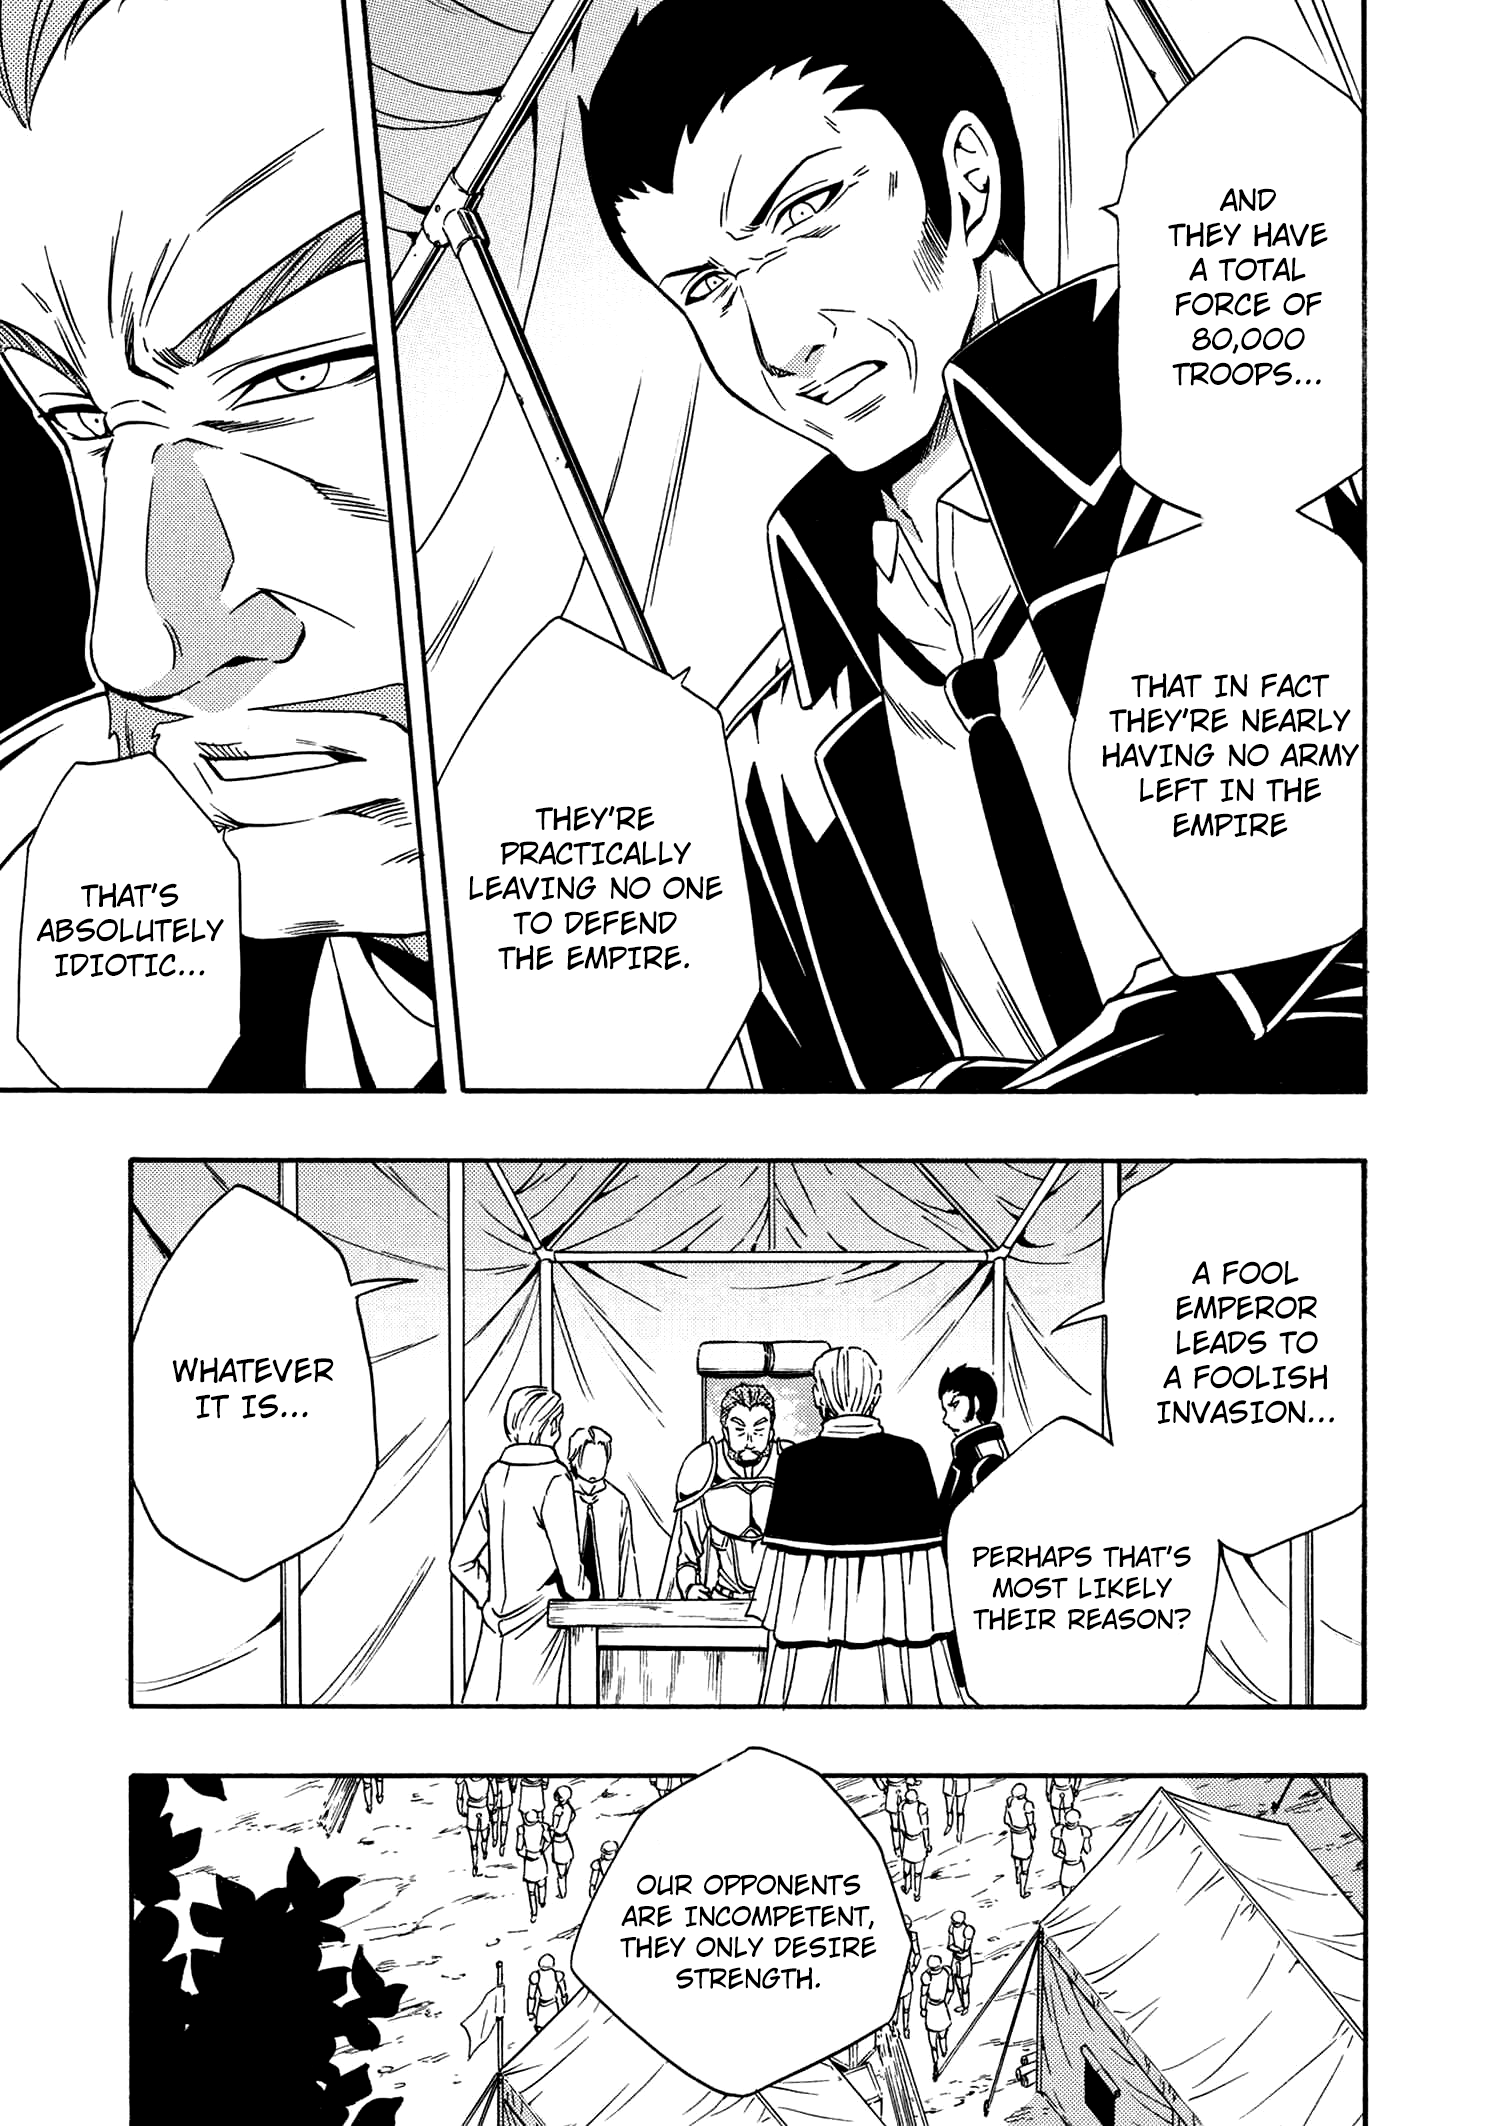 AND
THEY HAVE
A TOTAL
FORCE OF
80,000
TROOPS...
THAT IN FACT
THEY'RE NEARLY
HAVING NO ARMY
LEFT IN THE
EMPIRE
THEY'RE
PRACTICALLY
LEAVING NO ONE
TO DEFEND
THE EMPIRE.
THAT'S
ABSOLUTELY
IDIOTIC...
A FOOL
EMPEROR
LEADS TO
A FOOLISH
INVASION...
PERHAPS THAT'S
MOST LIKELY
THEIR REASON?
WHATEVER
IT IS...
OUR OPPONENTS
ARE INCOMPETENT,
THEY ONLY DESIRE
STRENGTH.